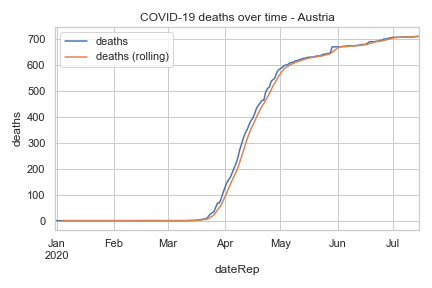 COVID-19 deaths over time - Austria
deaths
deaths (rolling)
700
600
500
400
300
200
100
0
deaths
Jan Feb Mar Apr May Jun Jul
2020
dateRep